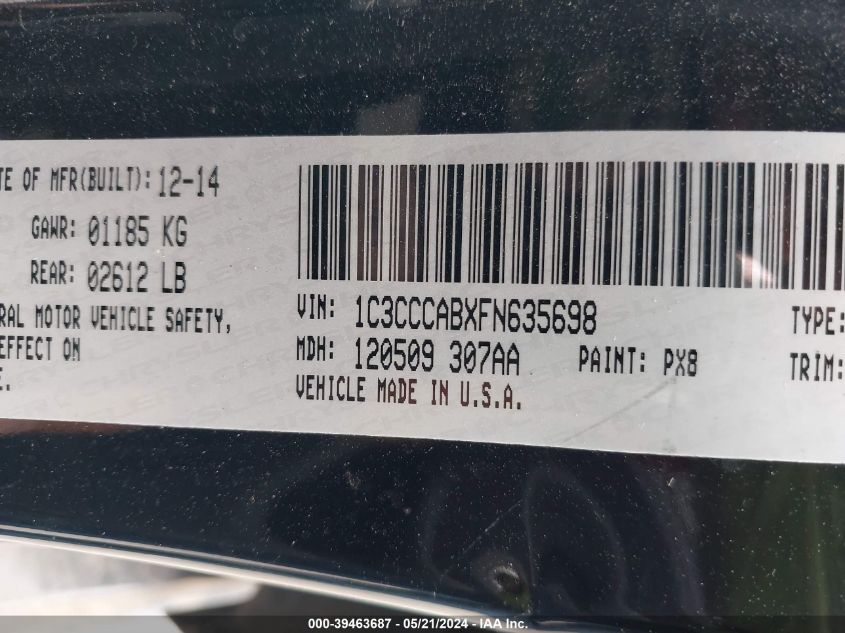 TE OF MFR(BUILT): 12-14
GAWR: 01185 KG
REAR: 02612 LB
RAL MOTOR VEHICLE SAFETY,
EFFECT ON
E.
VIN: 1C3CCCABXFN635698
TYPE:
MDH: 120509 307AA PAINT: PX8
TRIM:
VEHICLE MADE IN U.S.A.
000-39463687 - 05/21/2024 - IAA Inc.